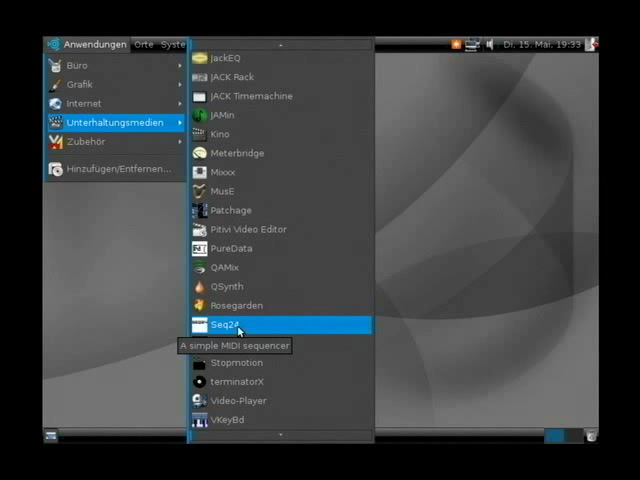 Anwendungen Orte Syste
Di, 15. Mai, 19:33
Büro
Grafik
Internet
Unterhaltungsmedien
Zubehör
Hinzufügen/Entfernen...
JackEQ
JACK Rack
JACK Timemachine
JAMin
Kino
Meterbridge
Mixxx
MusE
Patchage
Pitivi Video Editor
PureData
QAMix
QSynth
Rosegarden
Seq24
A simple MIDI sequencer
Stopmotion
terminatorX
Video-Player
VKeyBd